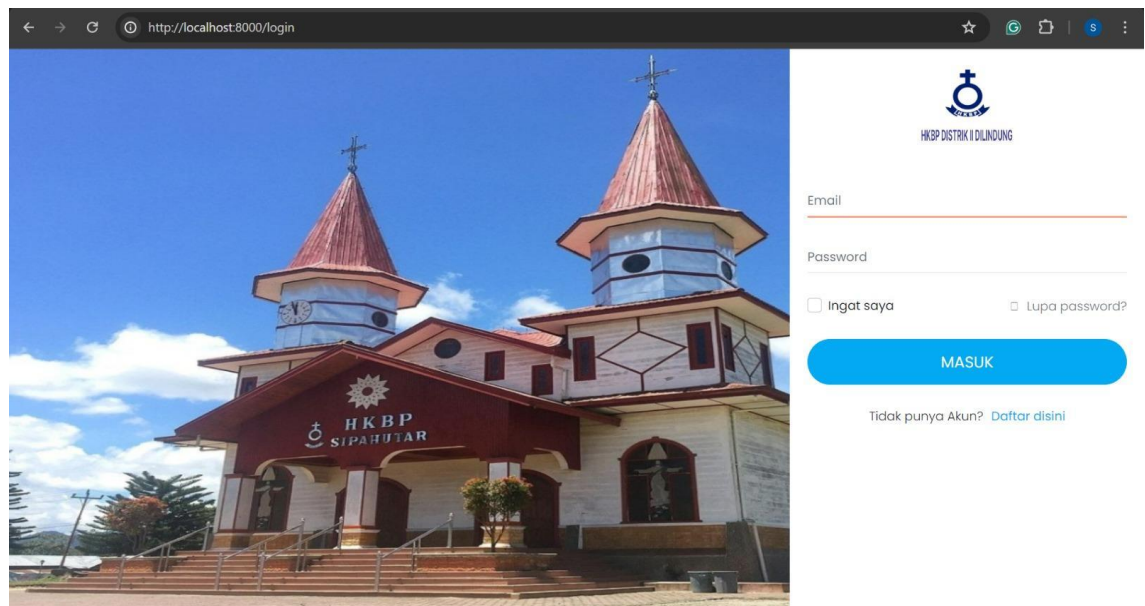 http://localhost:8000/login
S
HKBP
HKBP DISTRIK II DILINDUNG
Email
Password
Ingat saya
Lupa password?
MASUK
Tidak punya Akun? Daftar disini
HKBP
SIPAHUTAR